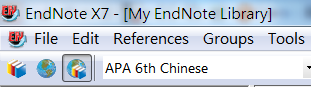 EndNote X7 - [My EndNote Library]
File Edit References Groups Tools
APA 6th Chinese